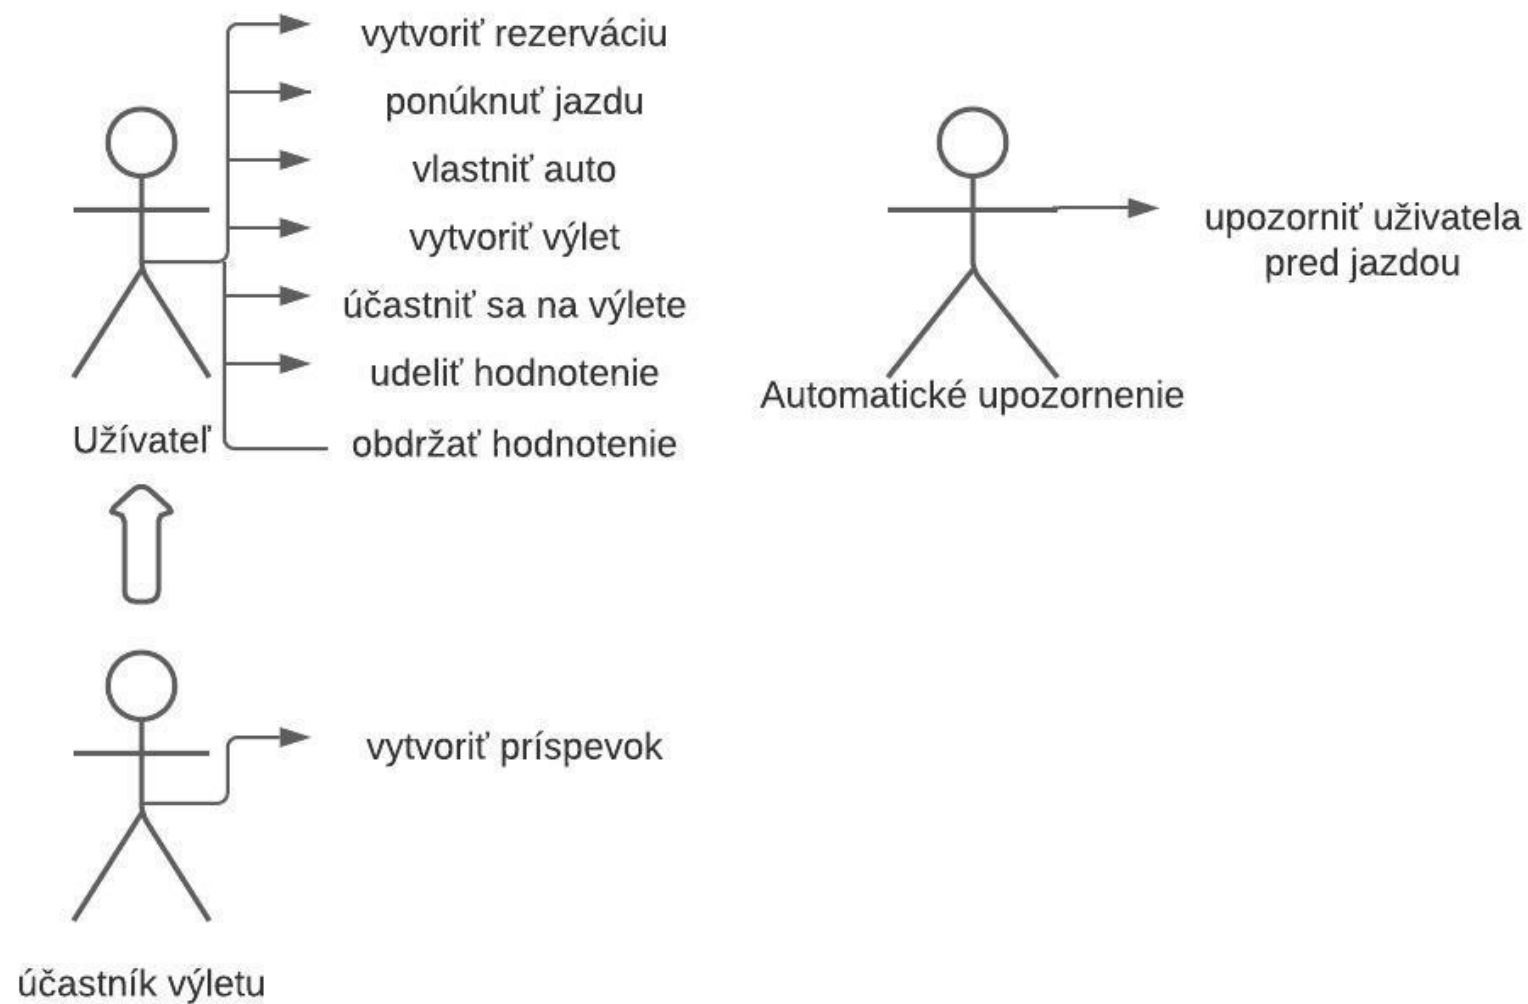 vytvoriť rezerváciu
ponúknuť jazdu
vlastniť auto
vytvoriť výlet
účastniť sa na výlete
udeliť hodnotenie
obdržať hodnotenie
Užívateľ
upozorniť uživatela
pred jazdou
Automatické upozornenie
vytvoriť príspevok
účastník výletu